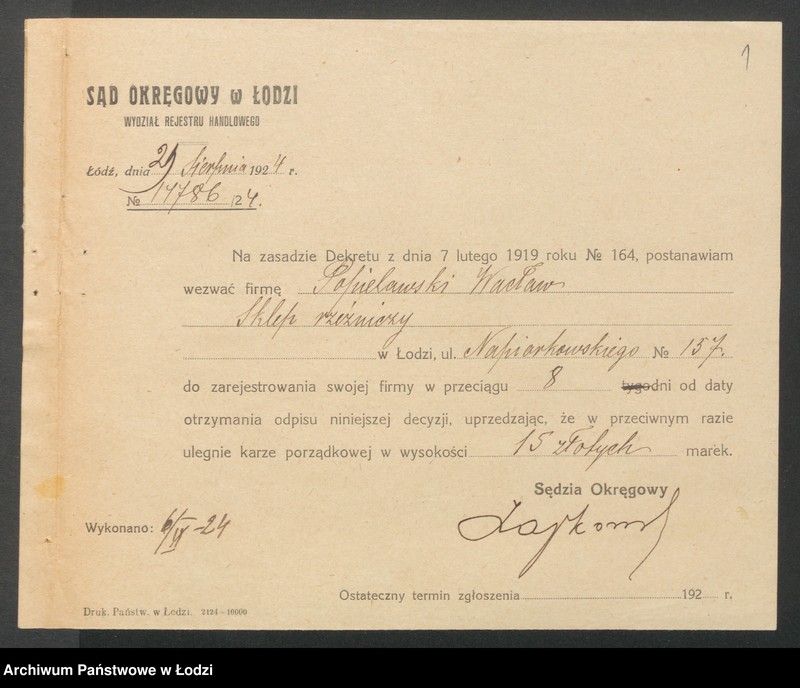 1
SĄD OKRĘGOWY w ŁODZI
WYDZIAŁ REJESTRU HANDLOWEGO
Łódź, dnia 29 Sierpnia 1924 r.
№ 14786/24.
Na zasadzie Dekretu z dnia 7 lutego 1919 roku № 164, postanawiam
wezwać firmę Popielawski Wacław
Sklep rzeźniczy
w Łodzi, ul. Napiórkowskiego № 157.
do zarejestrowania swojej firmy w przeciągu 8 tygodni od daty
otrzymania odpisu niniejszej decyzji, uprzedzając, że w przeciwnym razie
ulegnie karze porządkowej w wysokości 15 złotych marek.
Sędzia Okręgowy
Wykonano: 6/IX-24
Ostateczny termin zgłoszenia 192 r.
Druk. Państw. w Łodzi. 2124—10000
Archiwum Państwowe w Łodzi